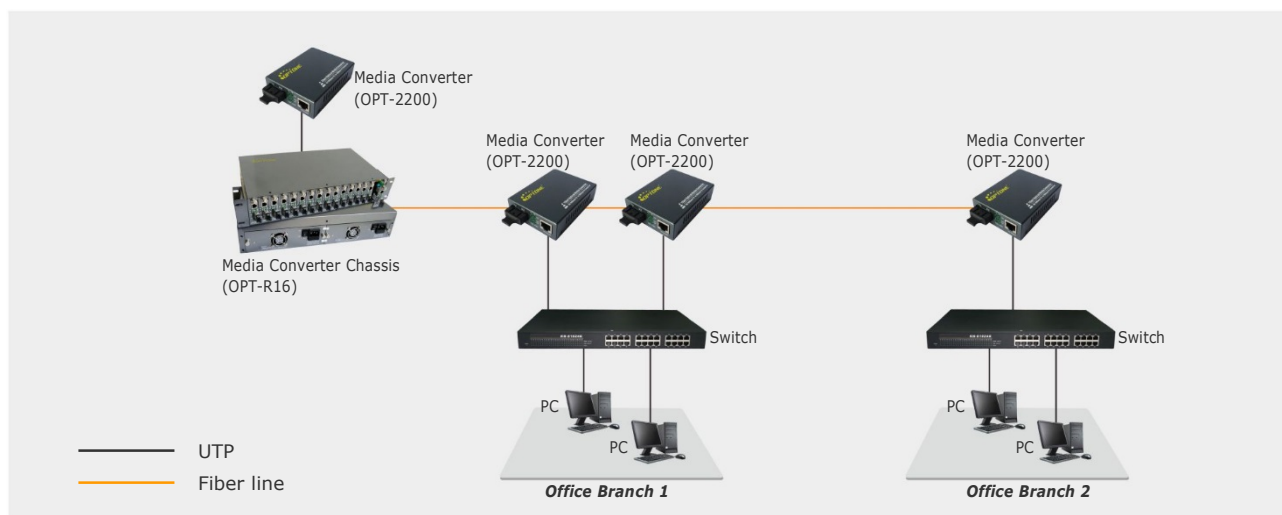 Media Converter
(OPT-2200)
Media Converter
(OPT-2200)
Media Converter
(OPT-2200)
Media Converter
(OPT-2200)
Media Converter Chassis
(OPT-R16)
Switch
Switch
PC
PC
PC
PC
UTP
Fiber line
Office Branch 1
Office Branch 2